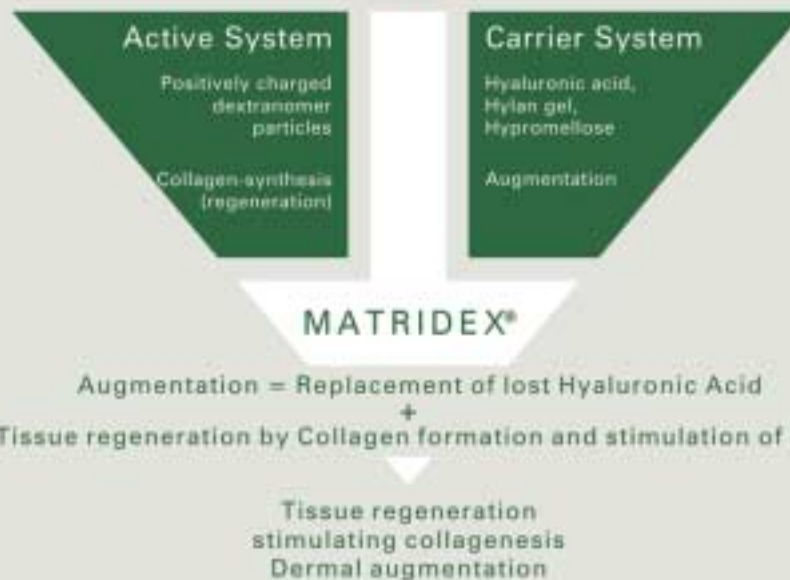 Active System
Positively charged
dextranomer
particles
Collagen-synthesis
(regeneration)
Carrier System
Hyaluronic acid,
Hylan gel,
Hypromellose
Augmentation
MATRIDEX®
Augmentation = Replacement of lost Hyaluronic Acid
+
Tissue regeneration by Collagen formation and stimulation of
Tissue regeneration
stimulating collagenesis
Dermal augmentation